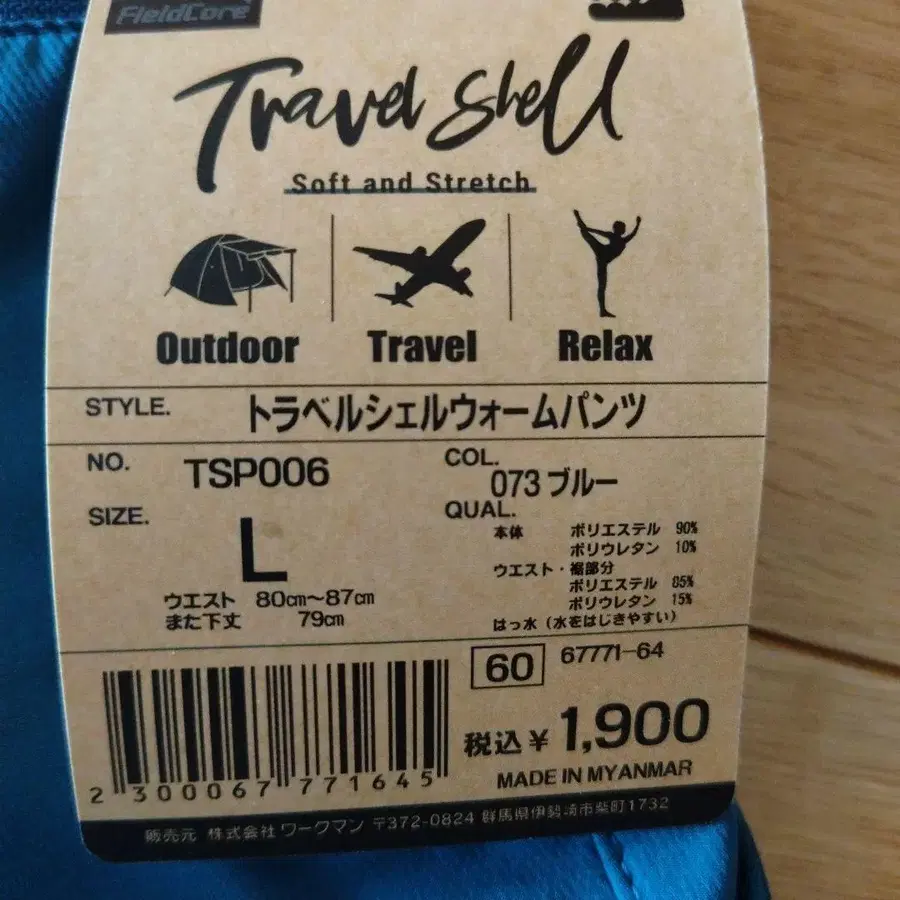 FieldCore
Travel Shell
Soft and Stretch
Outdoor Travel Relax
STYLE. トラベルシェルウォームパンツ
NO. TSP006
COL. 073 ブルー
SIZE. L
ウエスト 80cm～87cm
また下丈 79cm
QUAL.
本体 ポリエステル 90%
ポリウレタン 10%
ウエスト・裾部分
ポリエステル 85%
ポリウレタン 15%
はっ水（水をはじきやすい）
60 67771-64
税込¥1,900
MADE IN MYANMAR
2 300067 771645
販売元 株式会社ワークマン 〒372-0824 群馬県伊勢崎市柴町1732